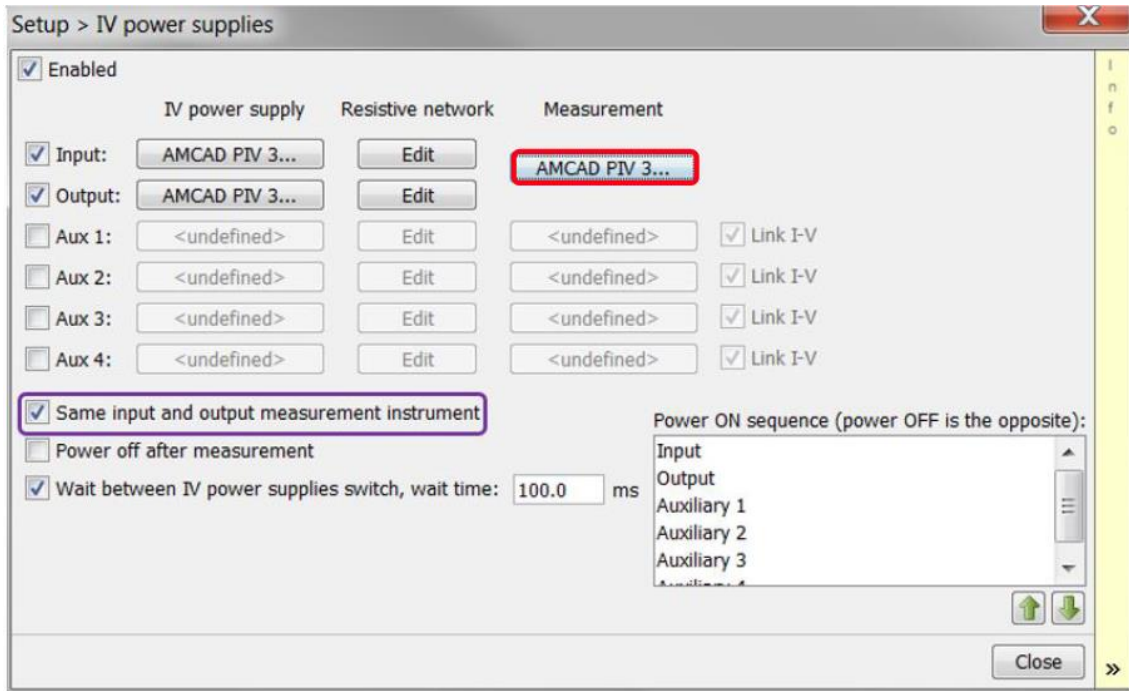 Setup > IV power supplies
Enabled
IV power supply Resistive network Measurement
Input: AMCAD PIV 3... Edit AMCAD PIV 3...
Output: AMCAD PIV 3... Edit
Aux 1: <undefined> Edit <undefined> Link I-V
Aux 2: <undefined> Edit <undefined> Link I-V
Aux 3: <undefined> Edit <undefined> Link I-V
Aux 4: <undefined> Edit <undefined> Link I-V
Same input and output measurement instrument
Power off after measurement
Wait between IV power supplies switch, wait time: 100.0 ms
Power ON sequence (power OFF is the opposite):
Input
Output
Auxiliary 1
Auxiliary 2
Auxiliary 3
Close
Info
»